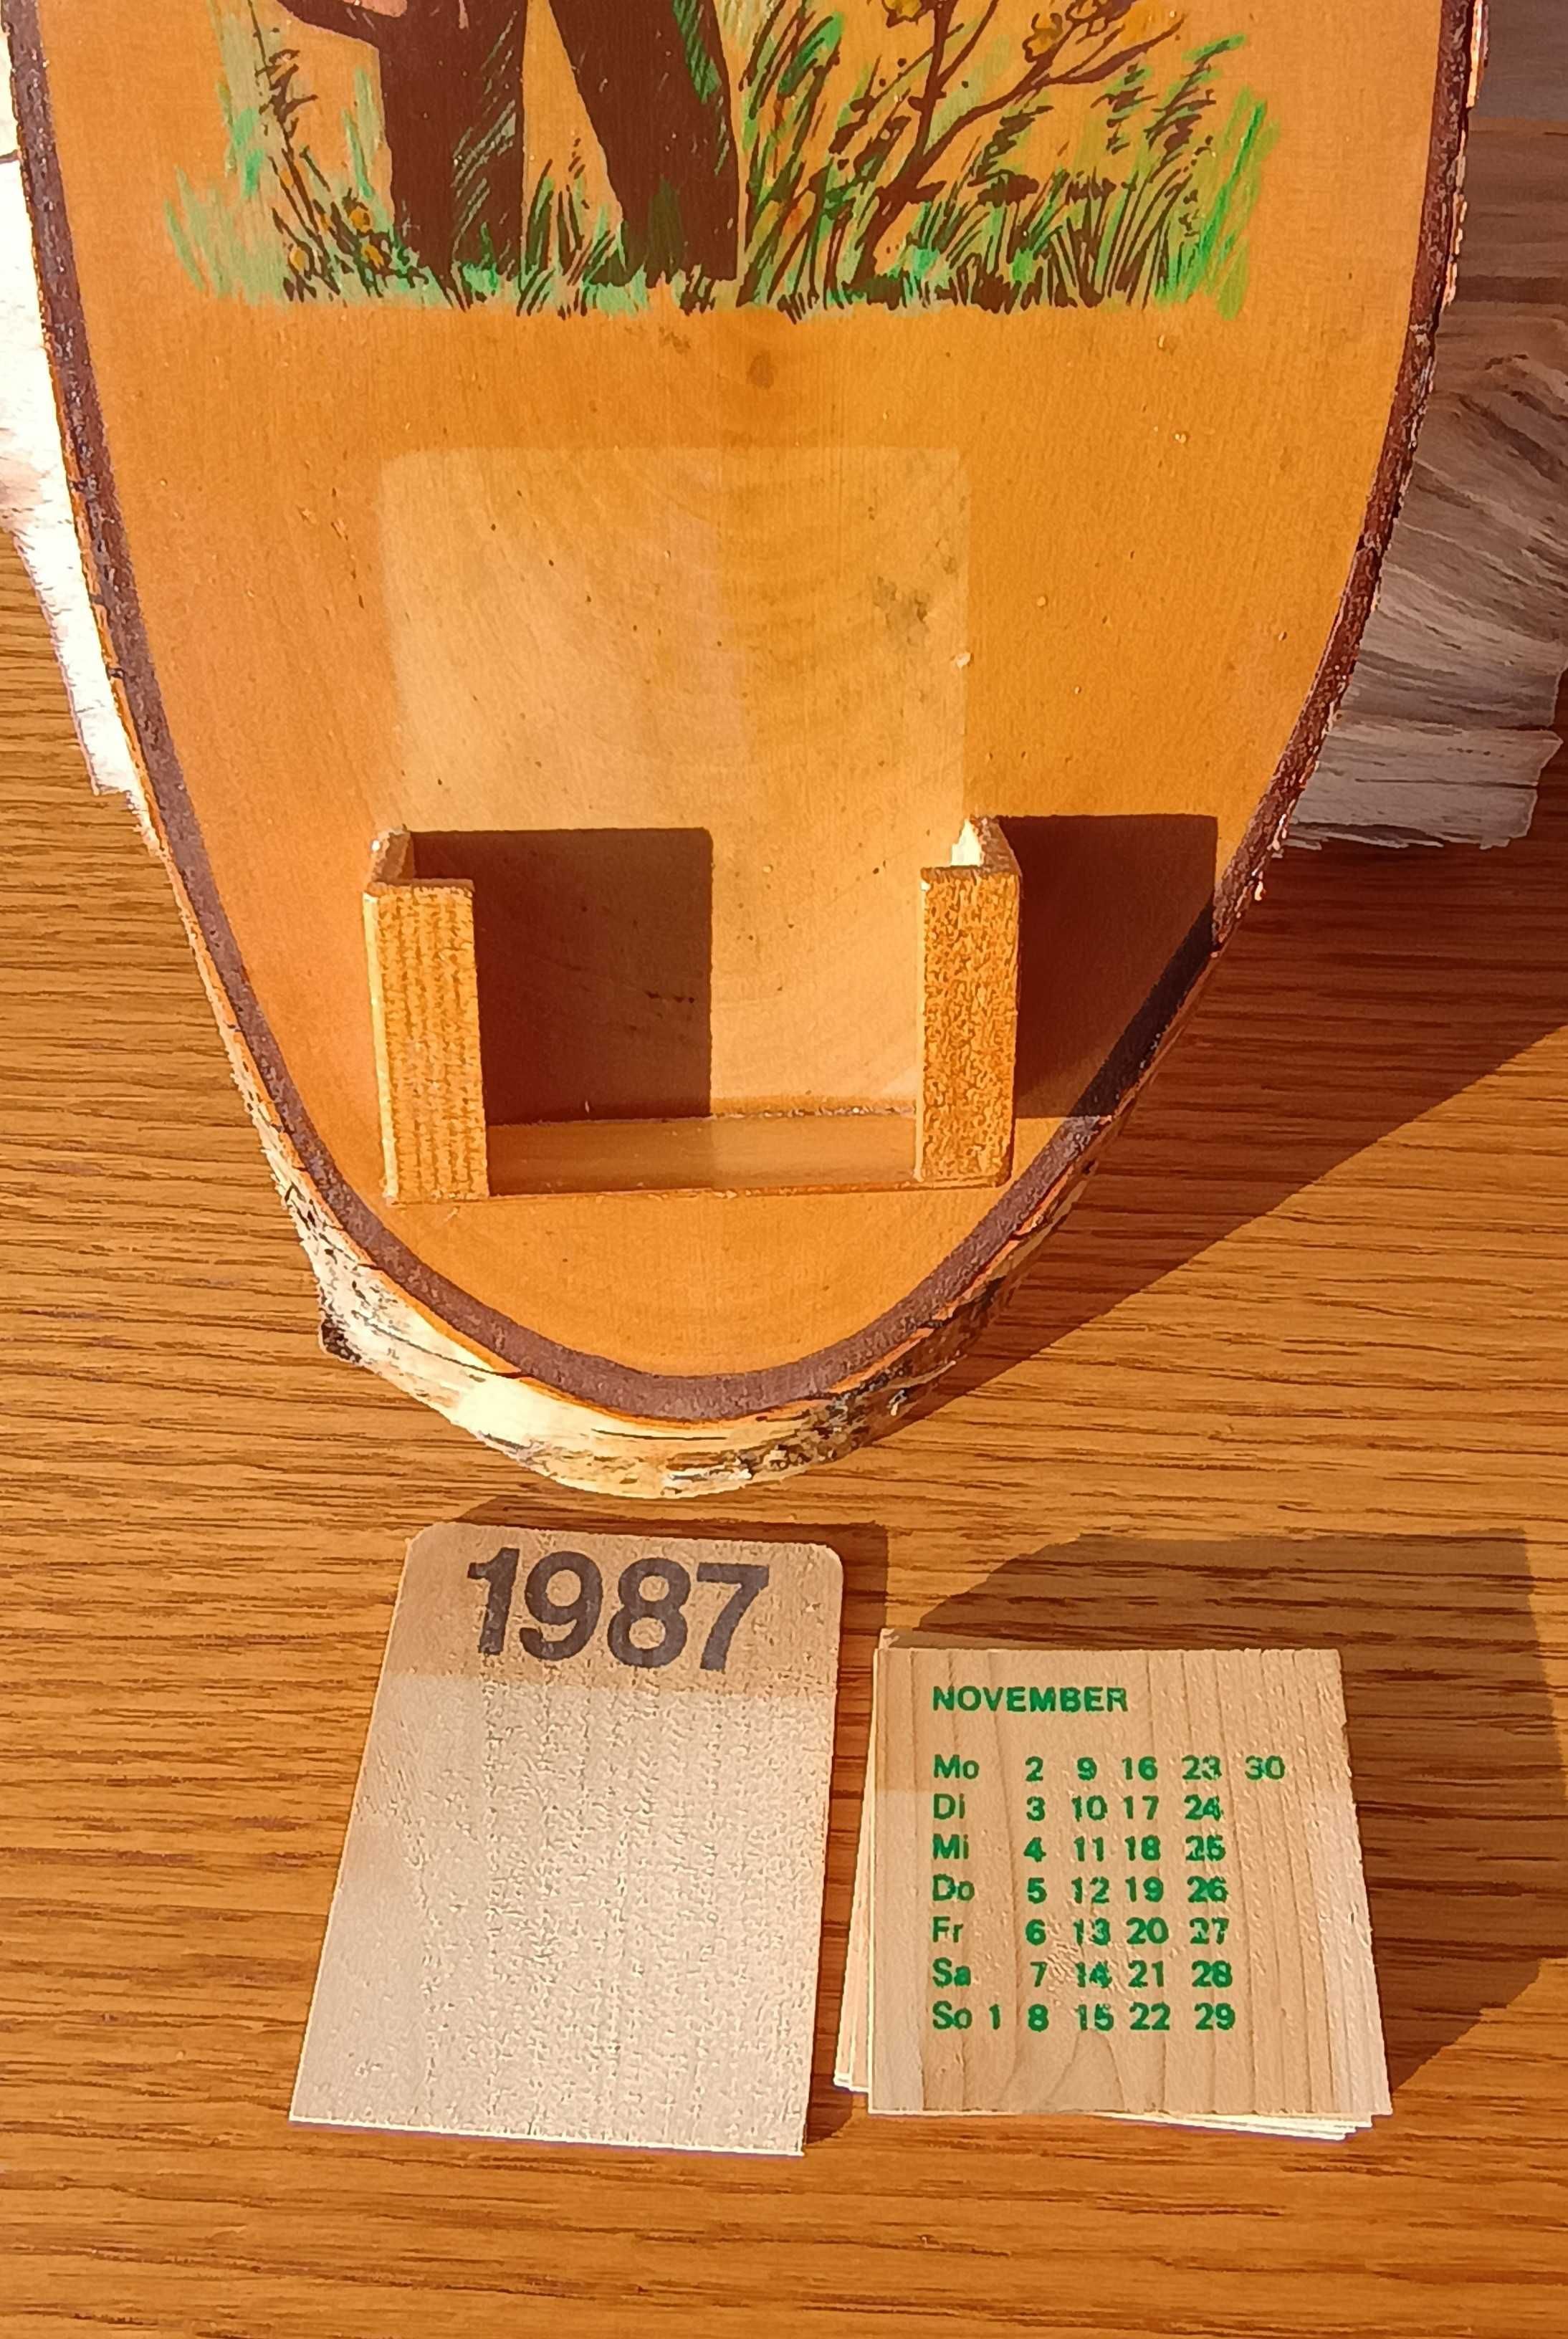 1987
NOVEMBER
Mo 2 9 16 23 30
Di 3 10 17 24
Mi 4 11 18 25
Do 5 12 19 26
Fr 6 13 20 27
Sa 7 14 21 28
So 1 8 15 22 29